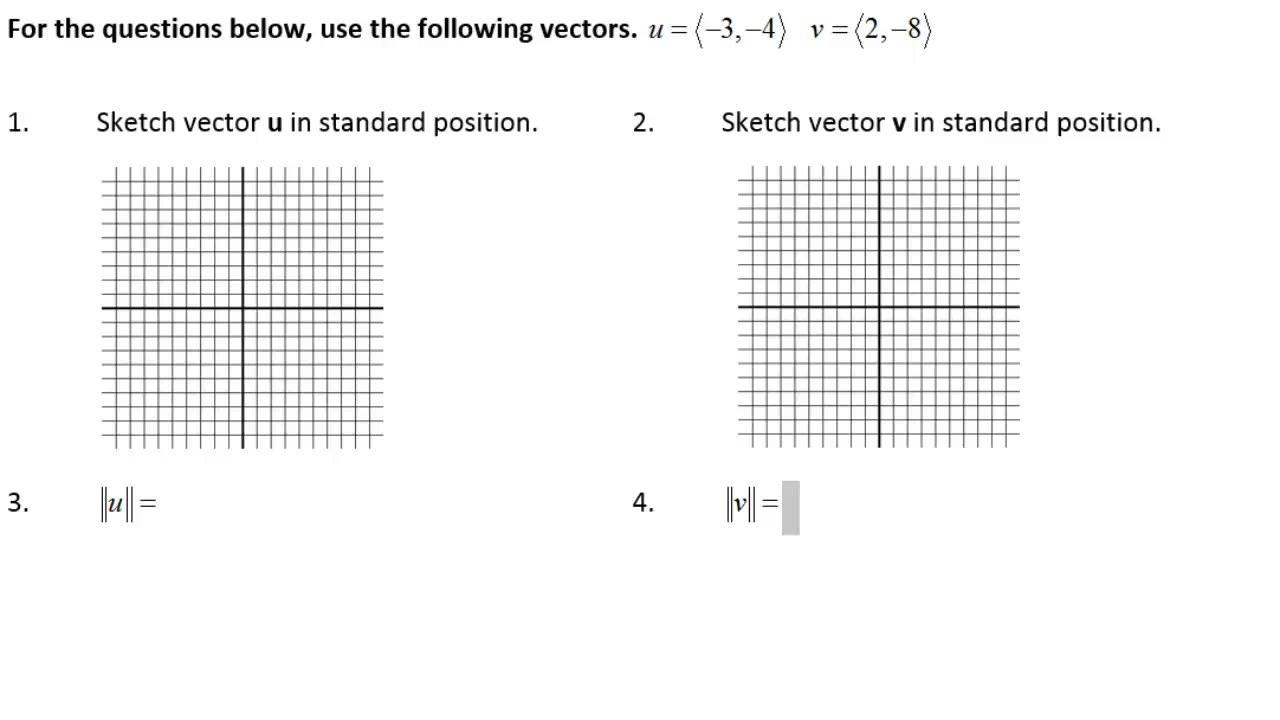 For the questions below, use the following vectors. u = ⟨−3,−4⟩ v = ⟨2,−8⟩
1. Sketch vector u in standard position. 2. Sketch vector v in standard position.
3. ‖u‖ = 4. ‖v‖ =